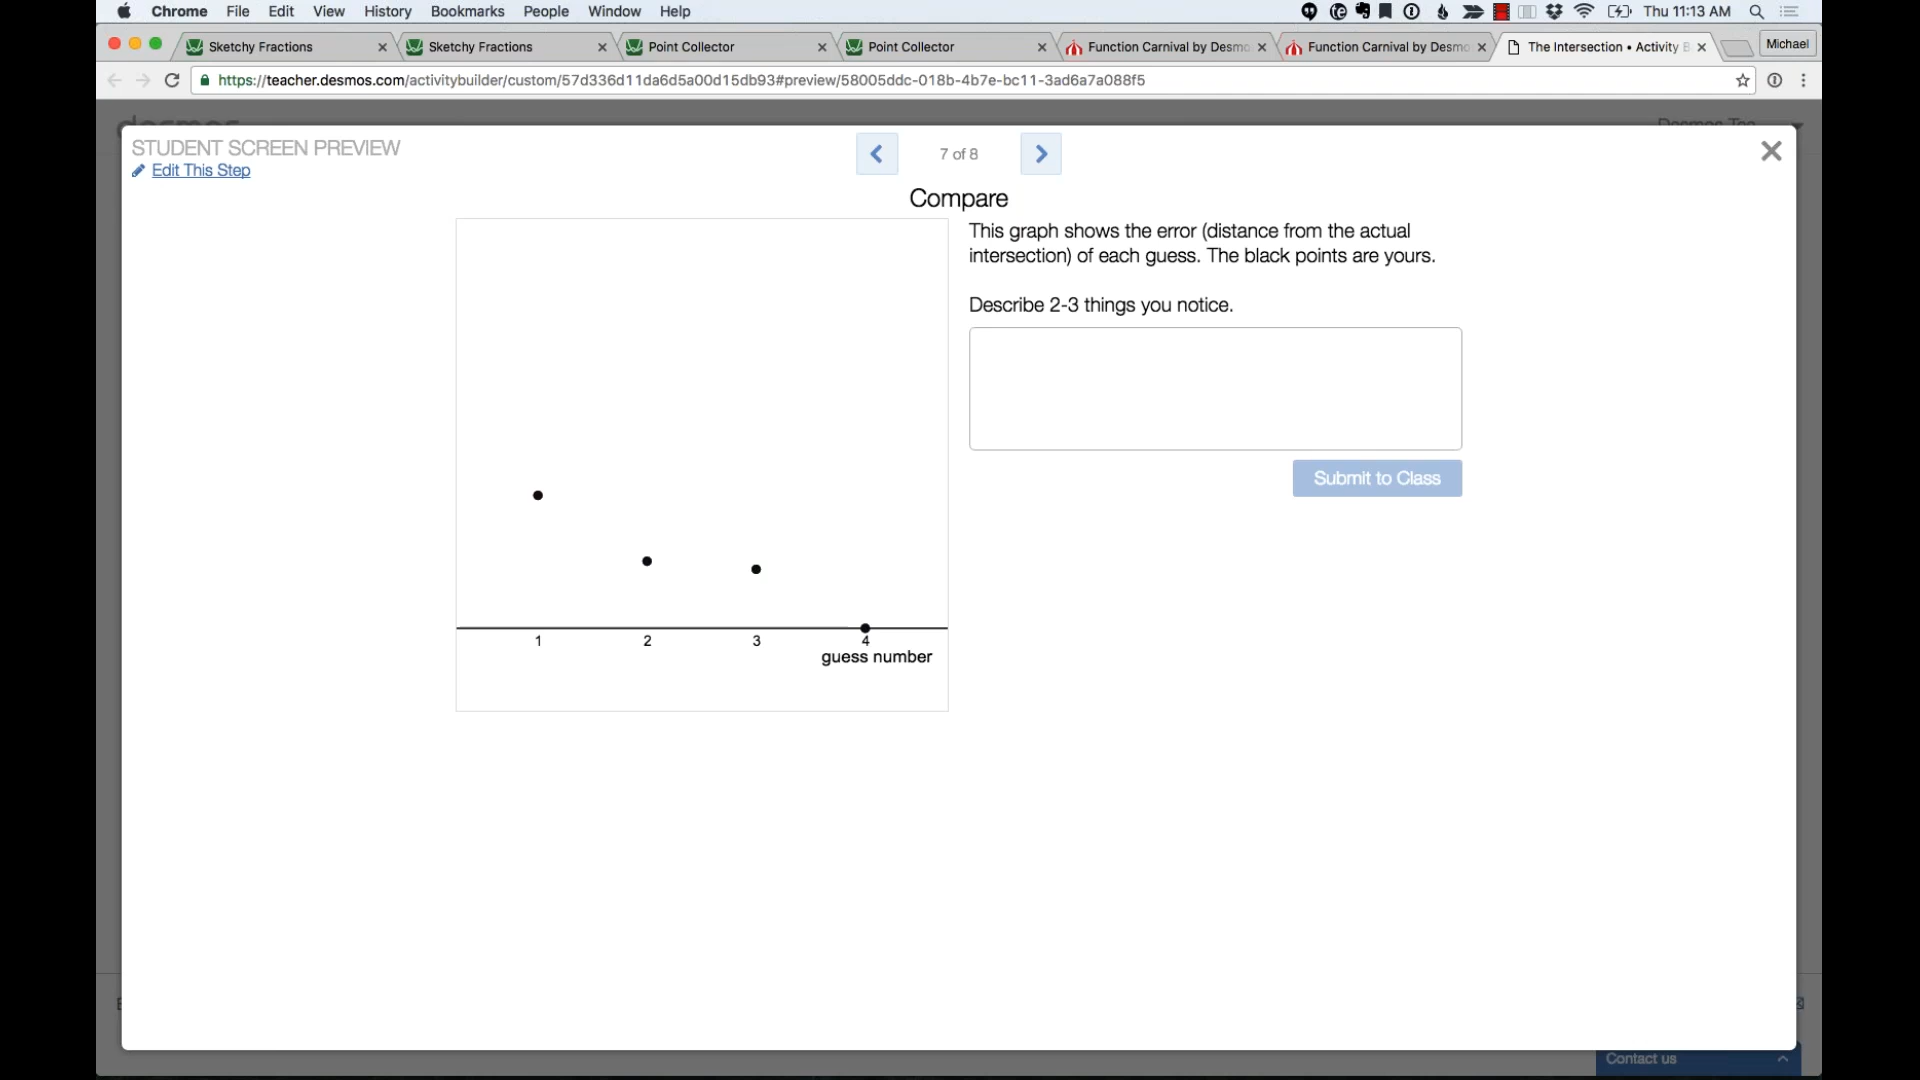 Chrome File Edit View History Bookmarks People Window Help Thu 11:13 AM
Sketchy Fractions Sketchy Fractions Point Collector Point Collector Function Carnival by Desmo Function Carnival by Desmo The Intersection • Activity B Michael
https://teacher.desmos.com/activitybuilder/custom/57d336d11da6d5a00d15db93#preview/58005ddc-018b-4b7e-bc11-3ad6a7a088f5
STUDENT SCREEN PREVIEW
Edit This Step
7 of 8
Compare
This graph shows the error (distance from the actual
intersection) of each guess. The black points are yours.
Describe 2-3 things you notice.
Submit to Class
1 2 3 4
guess number
Contact us